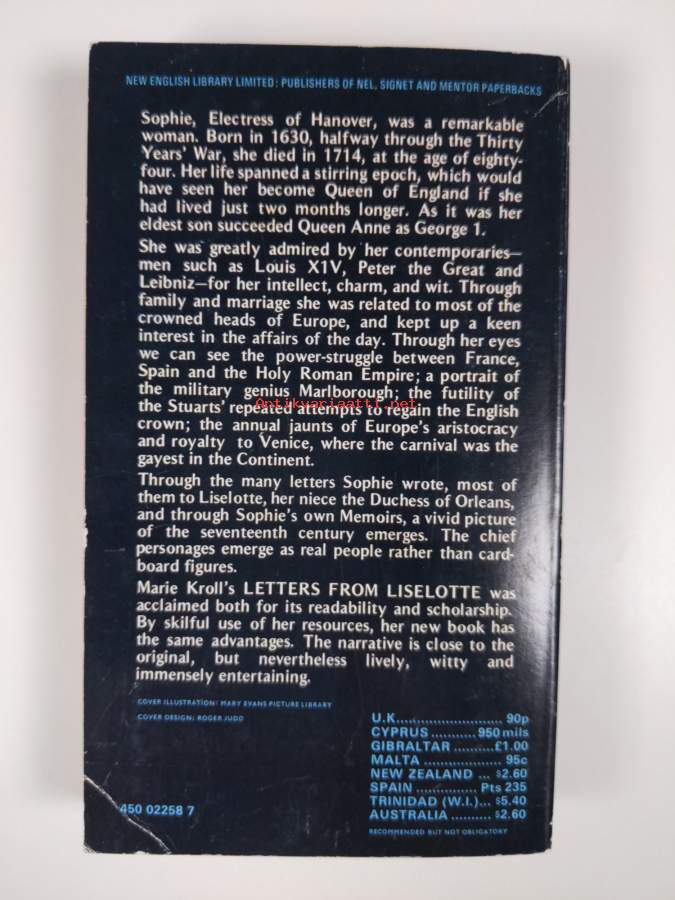 NEW ENGLISH LIBRARY LIMITED: PUBLISHERS OF NEL, SIGNET AND MENTOR PAPERBACKS
Sophie, Electress of Hanover, was a remarkable
woman. Born in 1630, halfway through the Thirty
Years' War, she died in 1714, at the age of eighty-
four. Her life spanned a stirring epoch, which would
have seen her become Queen of England if she
had lived just two months longer. As it was her
eldest son succeeded Queen Anne as George 1.
She was greatly admired by her contemporaries—
men such as Louis X1V, Peter the Great and
Leibniz—for her intellect, charm, and wit. Through
family and marriage she was related to most of the
crowned heads of Europe, and kept up a keen
interest in the affairs of the day. Through her eyes
we can see the power-struggle between France,
Spain and the Holy Roman Empire; a portrait of
the military genius Marlborough; the futility of
the Stuarts' repeated attempts to regain the English
Antikvariaatti.net
crown; the annual jaunts of Europe's aristocracy
and royalty to Venice, where the carnival was the
gayest in the Continent.
Through the many letters Sophie wrote, most of
them to Liselotte, her niece the Duchess of Orleans,
and through Sophie's own Memoirs, a vivid picture
of the seventeenth century emerges. The chief
personages emerge as real people rather than card-
board figures.
Marie Kroll's LETTERS FROM LISELOTTE was
acclaimed both for its readability and scholarship.
By skilful use of her resources, her new book has
the same advantages. The narrative is close to the
original, but nevertheless lively, witty and
immensely entertaining.
COVER ILLUSTRATION: MARY EVANS PICTURE LIBRARY
COVER DESIGN: ROGER JUDD
U.K.......................... 90p
CYPRUS........... 950 mils
GIBRALTAR ..........£1.00
MALTA ................... 95c
NEW ZEALAND ... $2.60
SPAIN ............... Pts 235
TRINIDAD (W.I.)... $5.40
AUSTRALIA .......... $2.60
RECOMMENDED BUT NOT OBLIGATORY
450 02258 7